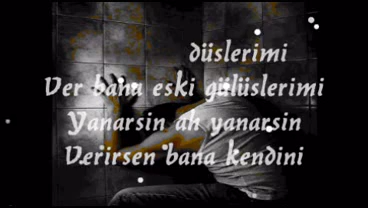 düslerimi
Ver bana eski gülüslerimi
Yanarsin ah yanarsin
Verirsen bana kendini